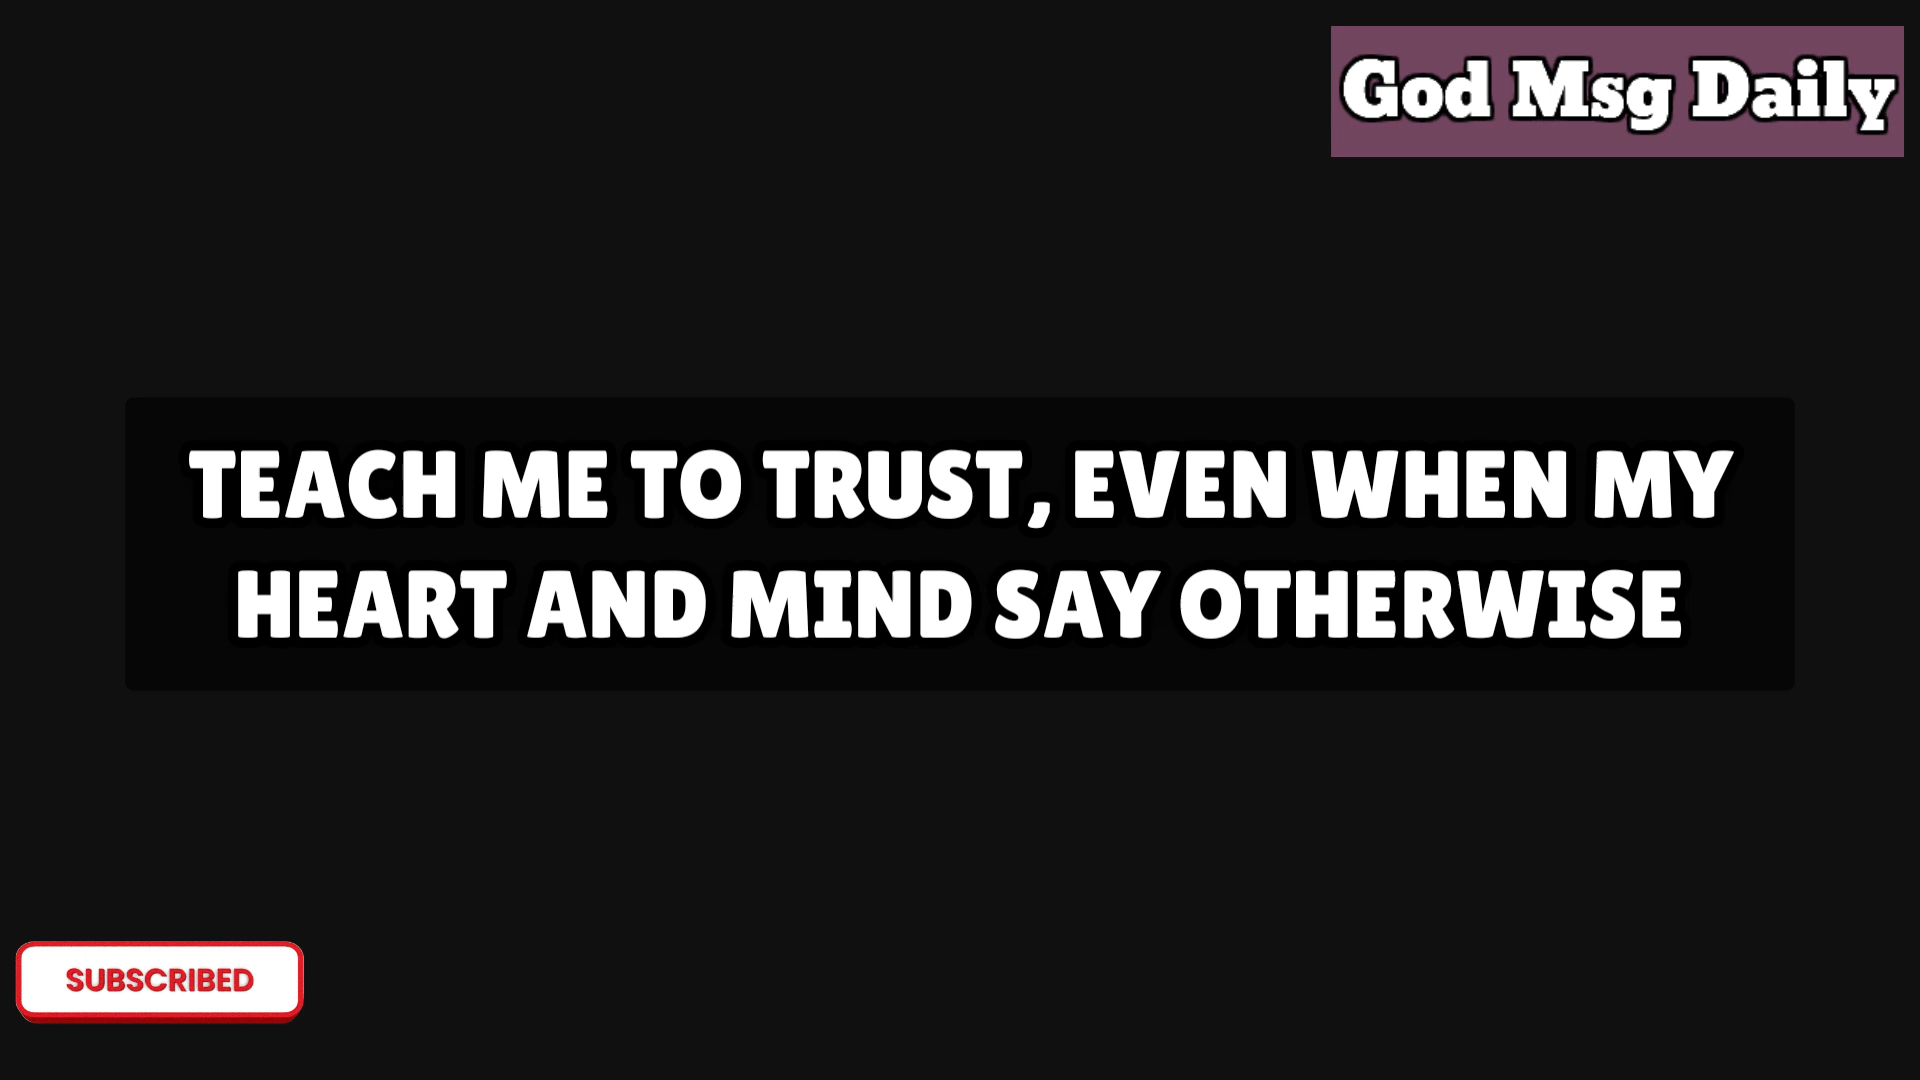 God Msg Daily
TEACH ME TO TRUST, EVEN WHEN MY
HEART AND MIND SAY OTHERWISE
SUBSCRIBED